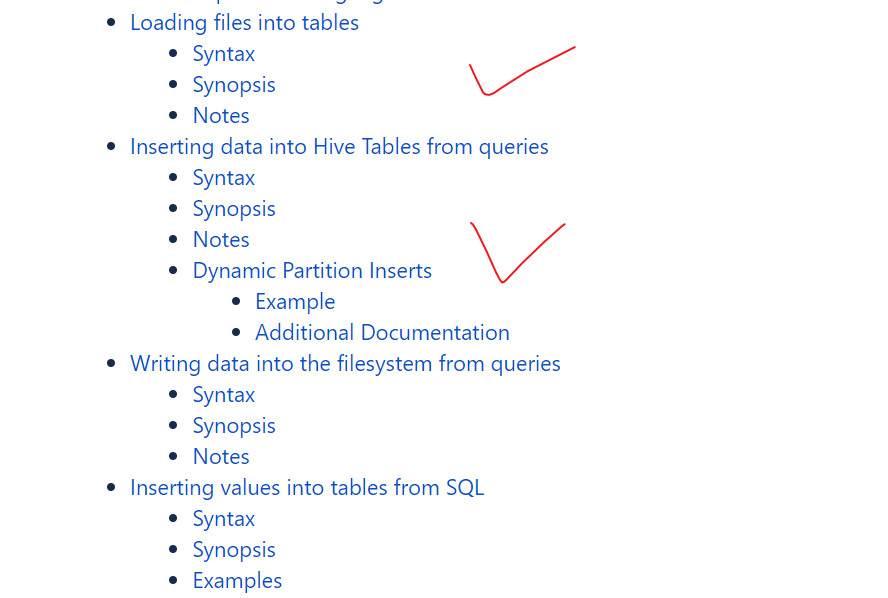 Loading files into tables
Syntax
Synopsis
Notes
Inserting data into Hive Tables from queries
Syntax
Synopsis
Notes
Dynamic Partition Inserts
Example
Additional Documentation
Writing data into the filesystem from queries
Syntax
Synopsis
Notes
Inserting values into tables from SQL
Syntax
Synopsis
Examples